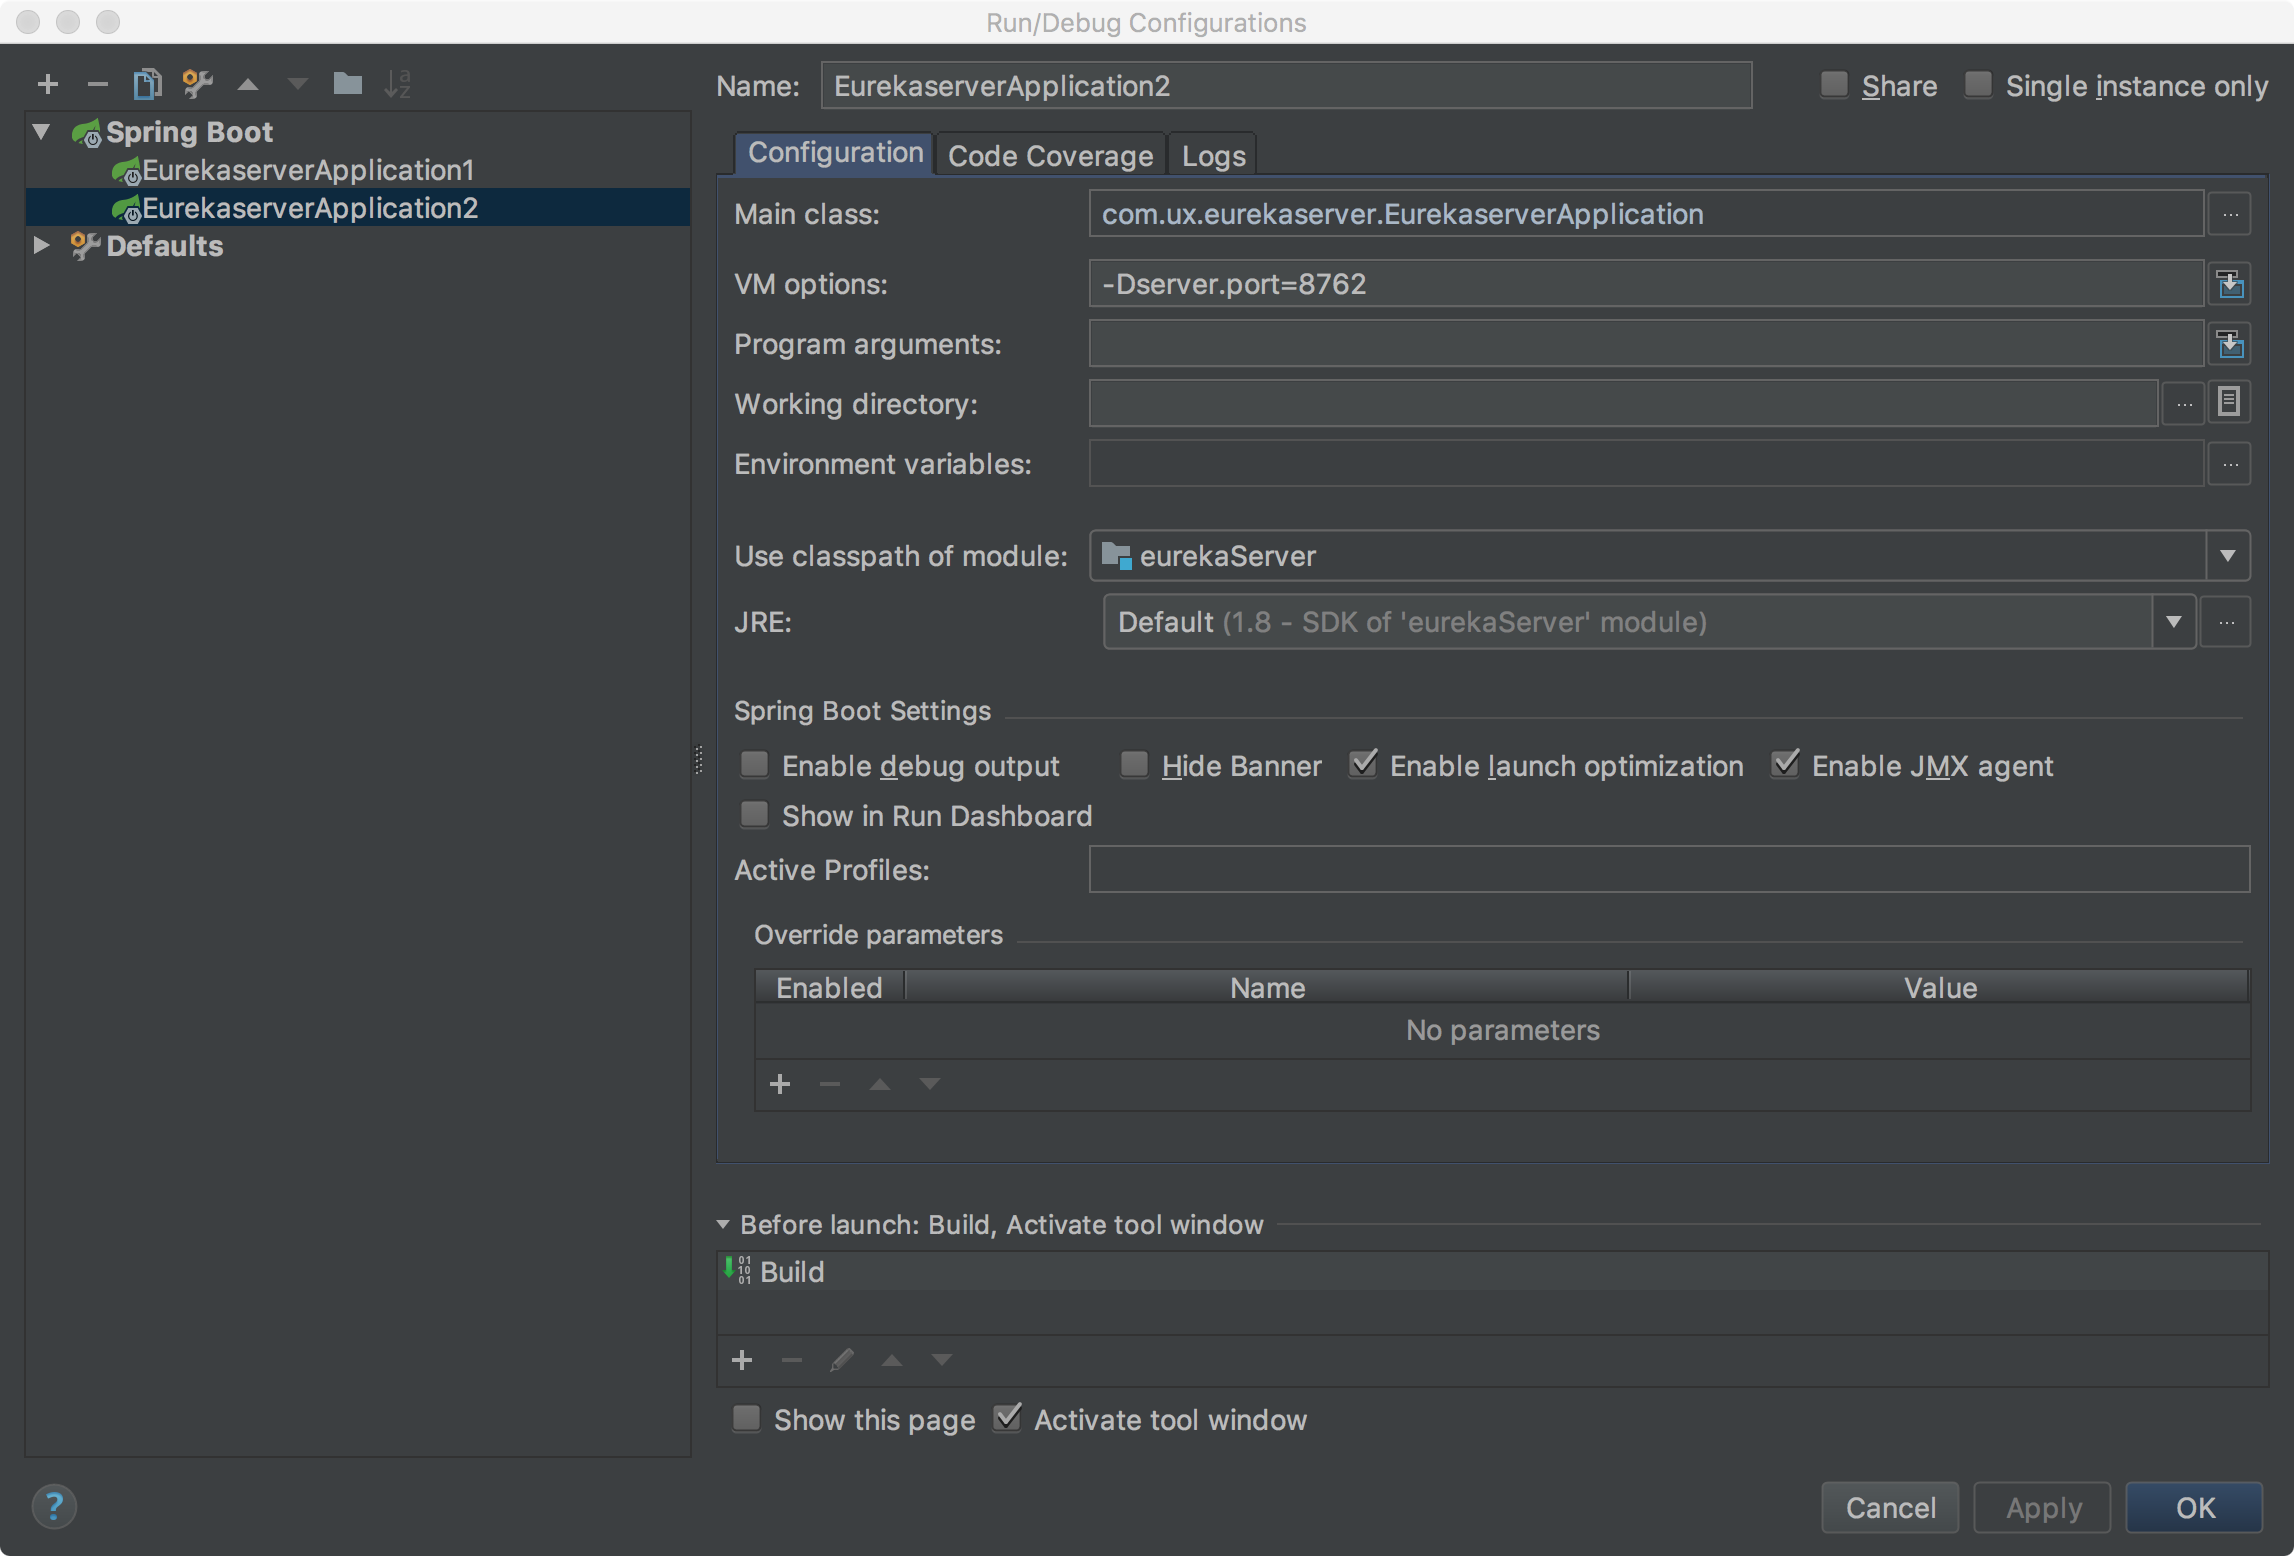 Run/Debug Configurations
Name: EurekaserverApplication2 Share Single instance only
Spring Boot
EurekaserverApplication1
EurekaserverApplication2
Defaults
Configuration Code Coverage Logs
Main class: com.ux.eurekaserver.EurekaserverApplication ...
VM options: -Dserver.port=8762
Program arguments:
Working directory: ...
Environment variables: ...
Use classpath of module: eurekaServer
JRE: Default (1.8 - SDK of 'eurekaServer' module) ...
Spring Boot Settings
Enable debug output Hide Banner Enable launch optimization Enable JMX agent
Show in Run Dashboard
Active Profiles:
Override parameters
Enabled Name Value
No parameters
Before launch: Build, Activate tool window
Build
Show this page Activate tool window
? Cancel Apply OK